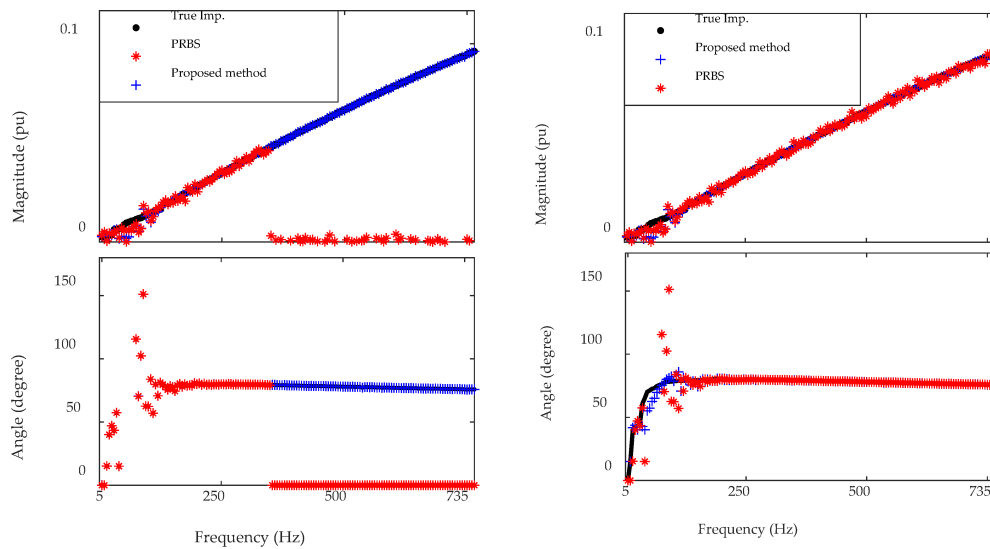 0.1
True Imp.
PRBS
Proposed method
Magnitude (pu)
0
150
100
50
0
Angle (degree)
5
250
500
735
Frequency (Hz)
0.1
True Imp.
Proposed method
PRBS
Magnitude (pu)
0
150
100
50
0
Angle (degree)
5
250
500
735
Frequency (Hz)